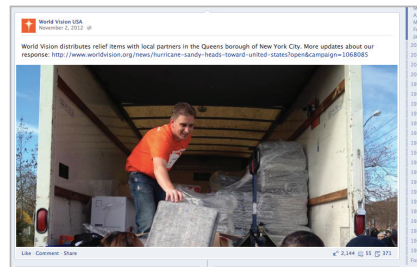 World Vision USA
November 2, 2012
World Vision distributes relief items with local partners in the Queens borough of New York City. More updates about our
response: http://www.worldvision.org/news/hurricane-sandy-heads-toward-united-states?open&campaign=1068085
Like · Comment · Share
2,144 55 371